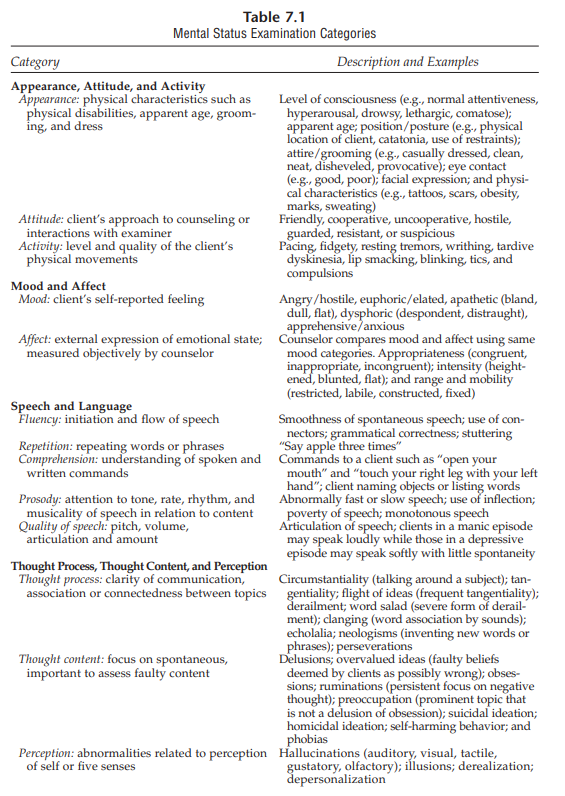 Table 7.1
Mental Status Examination Categories
Category Description and Examples
Appearance, Attitude, and Activity
Appearance: physical characteristics such as
physical disabilities, apparent age, groom-
ing, and dress
Level of consciousness (e.g., normal attentiveness,
hyperarousal, drowsy, lethargic, comatose);
apparent age; position/posture (e.g., physical
location of client, catatonia, use of restraints);
attire/grooming (e.g., casually dressed, clean,
neat, disheveled, provocative); eye contact
(e.g., good, poor); facial expression; and physi-
cal characteristics (e.g., tattoos, scars, obesity,
marks, sweating)
Attitude: client's approach to counseling or
interactions with examiner
Friendly, cooperative, uncooperative, hostile,
guarded, resistant, or suspicious
Activity: level and quality of the client's
physical movements
Pacing, fidgety, resting tremors, writhing, tardive
dyskinesia, lip smacking, blinking, tics, and
compulsions
Mood and Affect
Mood: client's self-reported feeling
Angry/hostile, euphoric/elated, apathetic (bland,
dull, flat), dysphoric (despondent, distraught),
apprehensive/anxious
Affect: external expression of emotional state;
measured objectively by counselor
Counselor compares mood and affect using same
mood categories. Appropriateness (congruent,
inappropriate, incongruent); intensity (height-
ened, blunted, flat); and range and mobility
(restricted, labile, constructed, fixed)
Speech and Language
Fluency: initiation and flow of speech
Smoothness of spontaneous speech; use of con-
nectors; grammatical correctness; stuttering
Repetition: repeating words or phrases
"Say apple three times"
Comprehension: understanding of spoken and
written commands
Commands to a client such as "open your
mouth" and "touch your right leg with your left
hand"; client naming objects or listing words
Prosody: attention to tone, rate, rhythm, and
musicality of speech in relation to content
Abnormally fast or slow speech; use of inflection;
poverty of speech; monotonous speech
Quality of speech: pitch, volume,
articulation and amount
Articulation of speech; clients in a manic episode
may speak loudly while those in a depressive
episode may speak softly with little spontaneity
Thought Process, Thought Content, and Perception
Thought process: clarity of communication,
association or connectedness between topics
Circumstantiality (talking around a subject); tan-
gentiality; flight of ideas (frequent tangentiality);
derailment; word salad (severe form of derail-
ment); clanging (word association by sounds);
echolalia; neologisms (inventing new words or
phrases); perseverations
Thought content: focus on spontaneous,
important to assess faulty content
Delusions; overvalued ideas (faulty beliefs
deemed by clients as possibly wrong); obses-
sions; ruminations (persistent focus on negative
thought); preoccupation (prominent topic that
is not a delusion of obsession); suicidal ideation;
homicidal ideation; self-harming behavior; and
phobias
Perception: abnormalities related to perception
of self or five senses
Hallucinations (auditory, visual, tactile,
gustatory, olfactory); illusions; derealization;
depersonalization